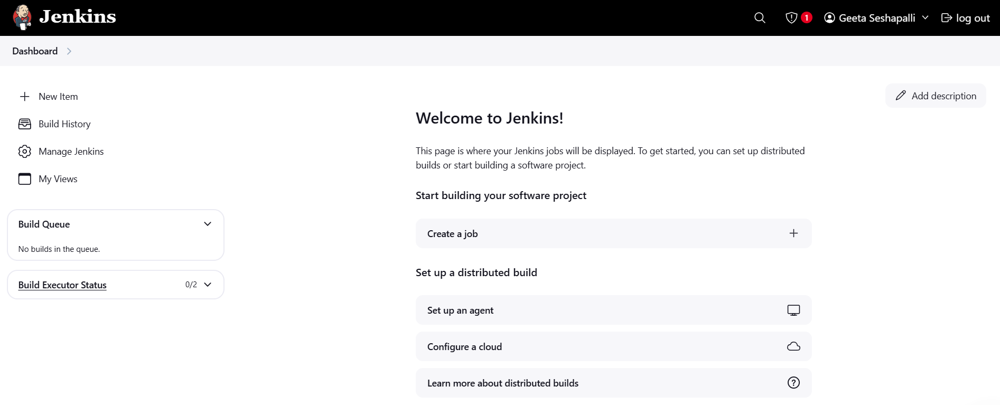 Jenkins
1
Geeta Seshapalli
log out
Dashboard
New Item
Build History
Manage Jenkins
My Views
Build Queue
No builds in the queue.
Build Executor Status
0/2
Add description
Welcome to Jenkins!
This page is where your Jenkins jobs will be displayed. To get started, you can set up distributed
builds or start building a software project.
Start building your software project
Create a job
Set up a distributed build
Set up an agent
Configure a cloud
Learn more about distributed builds